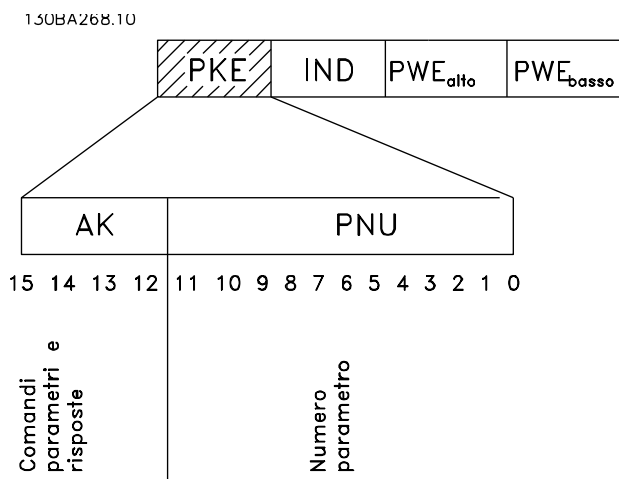 130BA268.10
PKE IND PWEalto PWEbasso
AK PNU
15 14 13 12 11 10 9 8 7 6 5 4 3 2 1 0
Comandi
parametri e
risposte
Numero
parametro